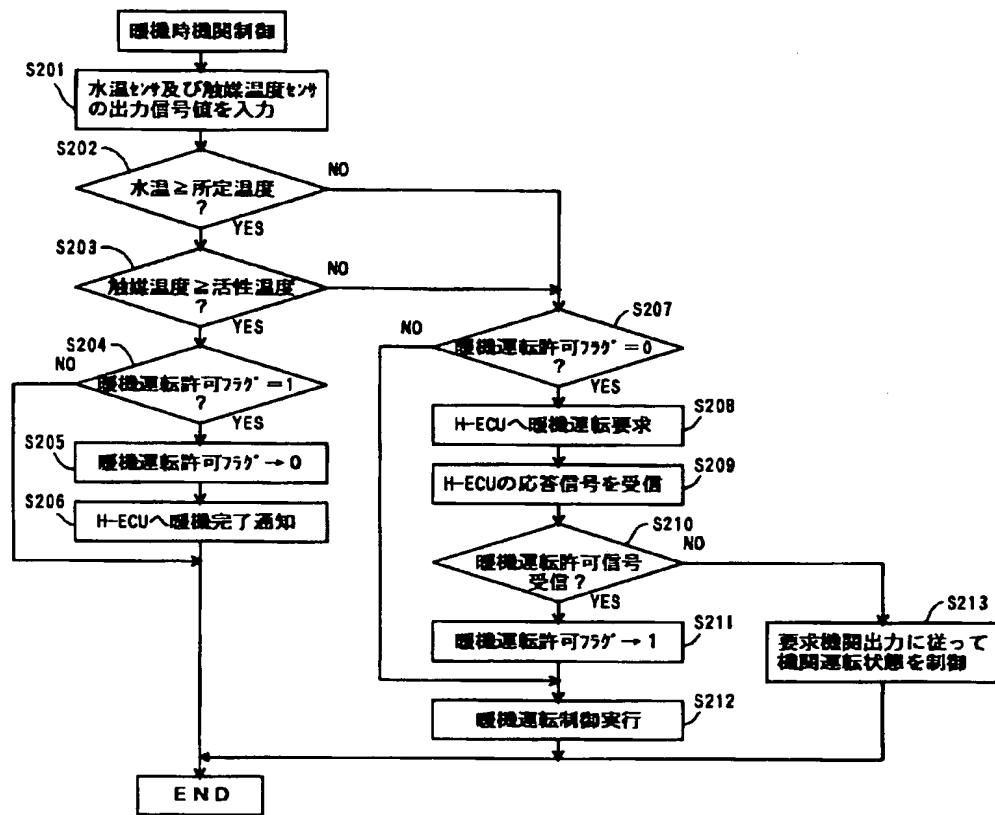 暖機時機関制御
S201
水温ｾﾝｻ及び触媒温度ｾﾝｻ
の出力信号値を入力
S202
水温≧所定温度
?
NO
YES
S203
触媒温度≧活性温度
?
NO
YES
S204
NO
暖機運転許可ﾌﾗｸﾞ=1
?
YES
S205
暖機運転許可ﾌﾗｸﾞ→0
S206
H-ECUへ暖機完了通知
S207
NO
暖機運転許可ﾌﾗｸﾞ=0
?
YES
S208
H-ECUへ暖機運転要求
S209
H-ECUの応答信号を受信
S210
NO
暖機運転許可信号
受信?
YES
S211
暖機運転許可ﾌﾗｸﾞ→1
S212
暖機運転制御実行
S213
要求機関出力に従って
機関運転状態を制御
END